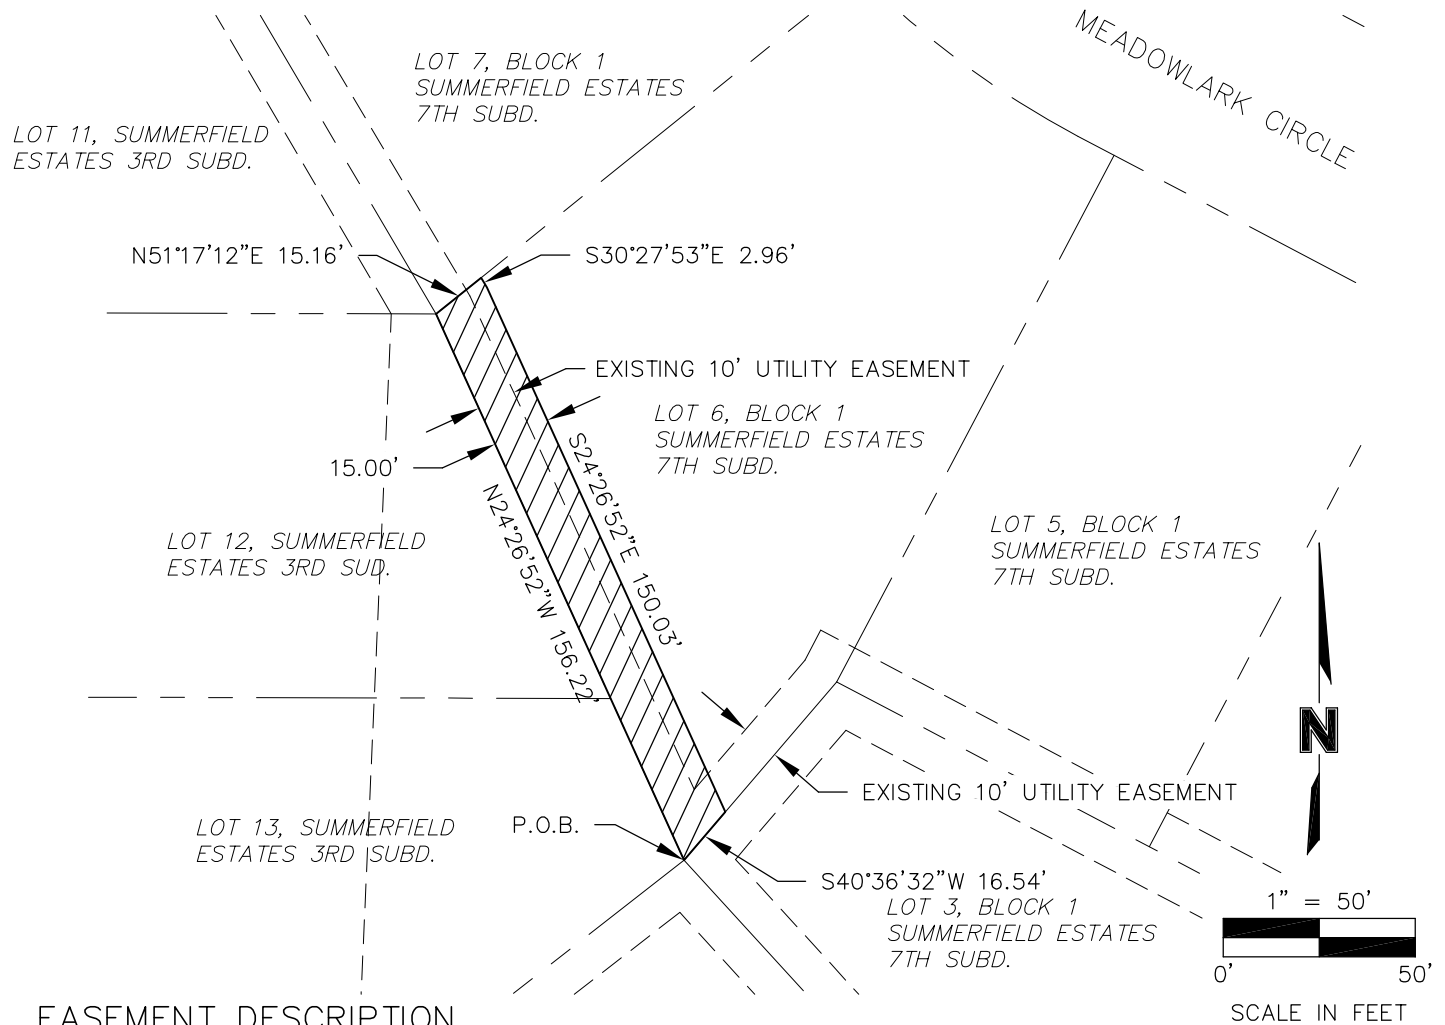 MEADOWLARK CIRCLE
LOT 7, BLOCK 1
SUMMERFIELD ESTATES
7TH SUBD.
LOT 11, SUMMERFIELD
ESTATES 3RD SUBD.
N51°17'12"E 15.16'
S30°27'53"E 2.96'
EXISTING 10' UTILITY EASEMENT
LOT 6, BLOCK 1
SUMMERFIELD ESTATES
7TH SUBD.
15.00'
S24°26'52"E 150.03'
N24°26'52"W 156.22'
LOT 12, SUMMERFIELD
ESTATES 3RD SUD.
LOT 5, BLOCK 1
SUMMERFIELD ESTATES
7TH SUBD.
N
EXISTING 10' UTILITY EASEMENT
P.O.B.
LOT 13, SUMMERFIELD
ESTATES 3RD SUBD.
S40°36'32"W 16.54'
LOT 3, BLOCK 1
SUMMERFIELD ESTATES
7TH SUBD.
1" = 50'
0' 50'
SCALE IN FEET
EASEMENT DESCRIPTION